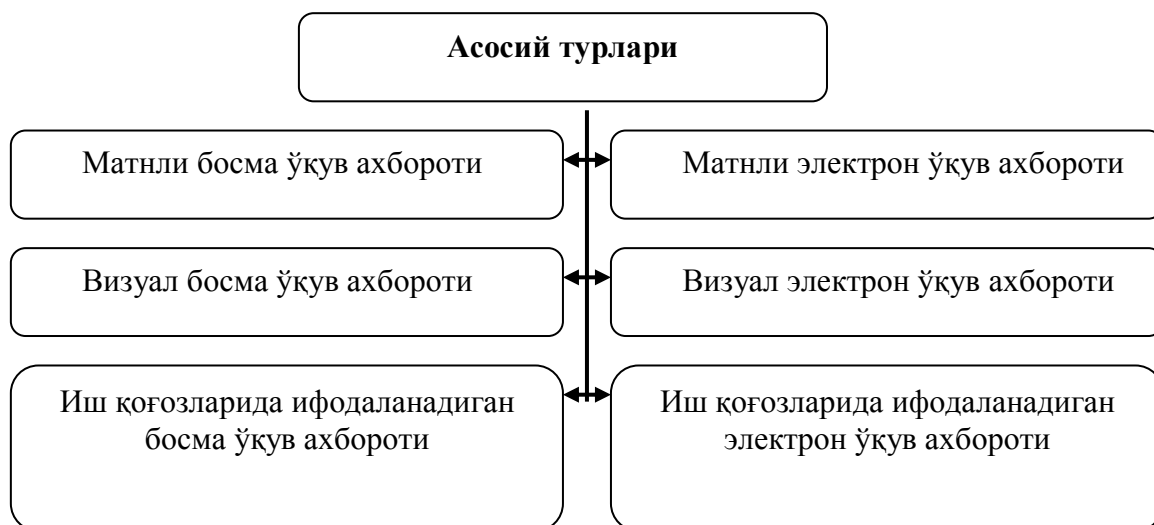 Асосий турлари
Матнли босма ўқув ахбороти
Матнли электрон ўқув ахбороти
Визуал босма ўқув ахбороти
Визуал электрон ўқув ахбороти
Иш қоғозларида ифодаланадиган
босма ўқув ахбороти
Иш қоғозларида ифодаланадиган
электрон ўқув ахбороти